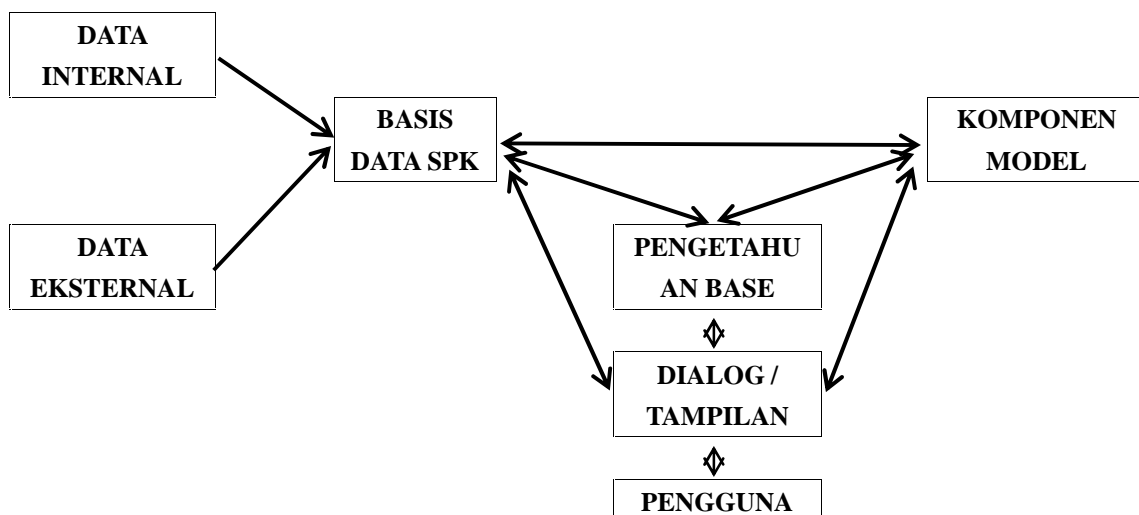 DATA
INTERNAL
BASIS
DATA SPK
KOMPONEN
MODEL
DATA
EKSTERNAL
PENGETAHU
AN BASE
DIALOG /
TAMPILAN
PENGGUNA